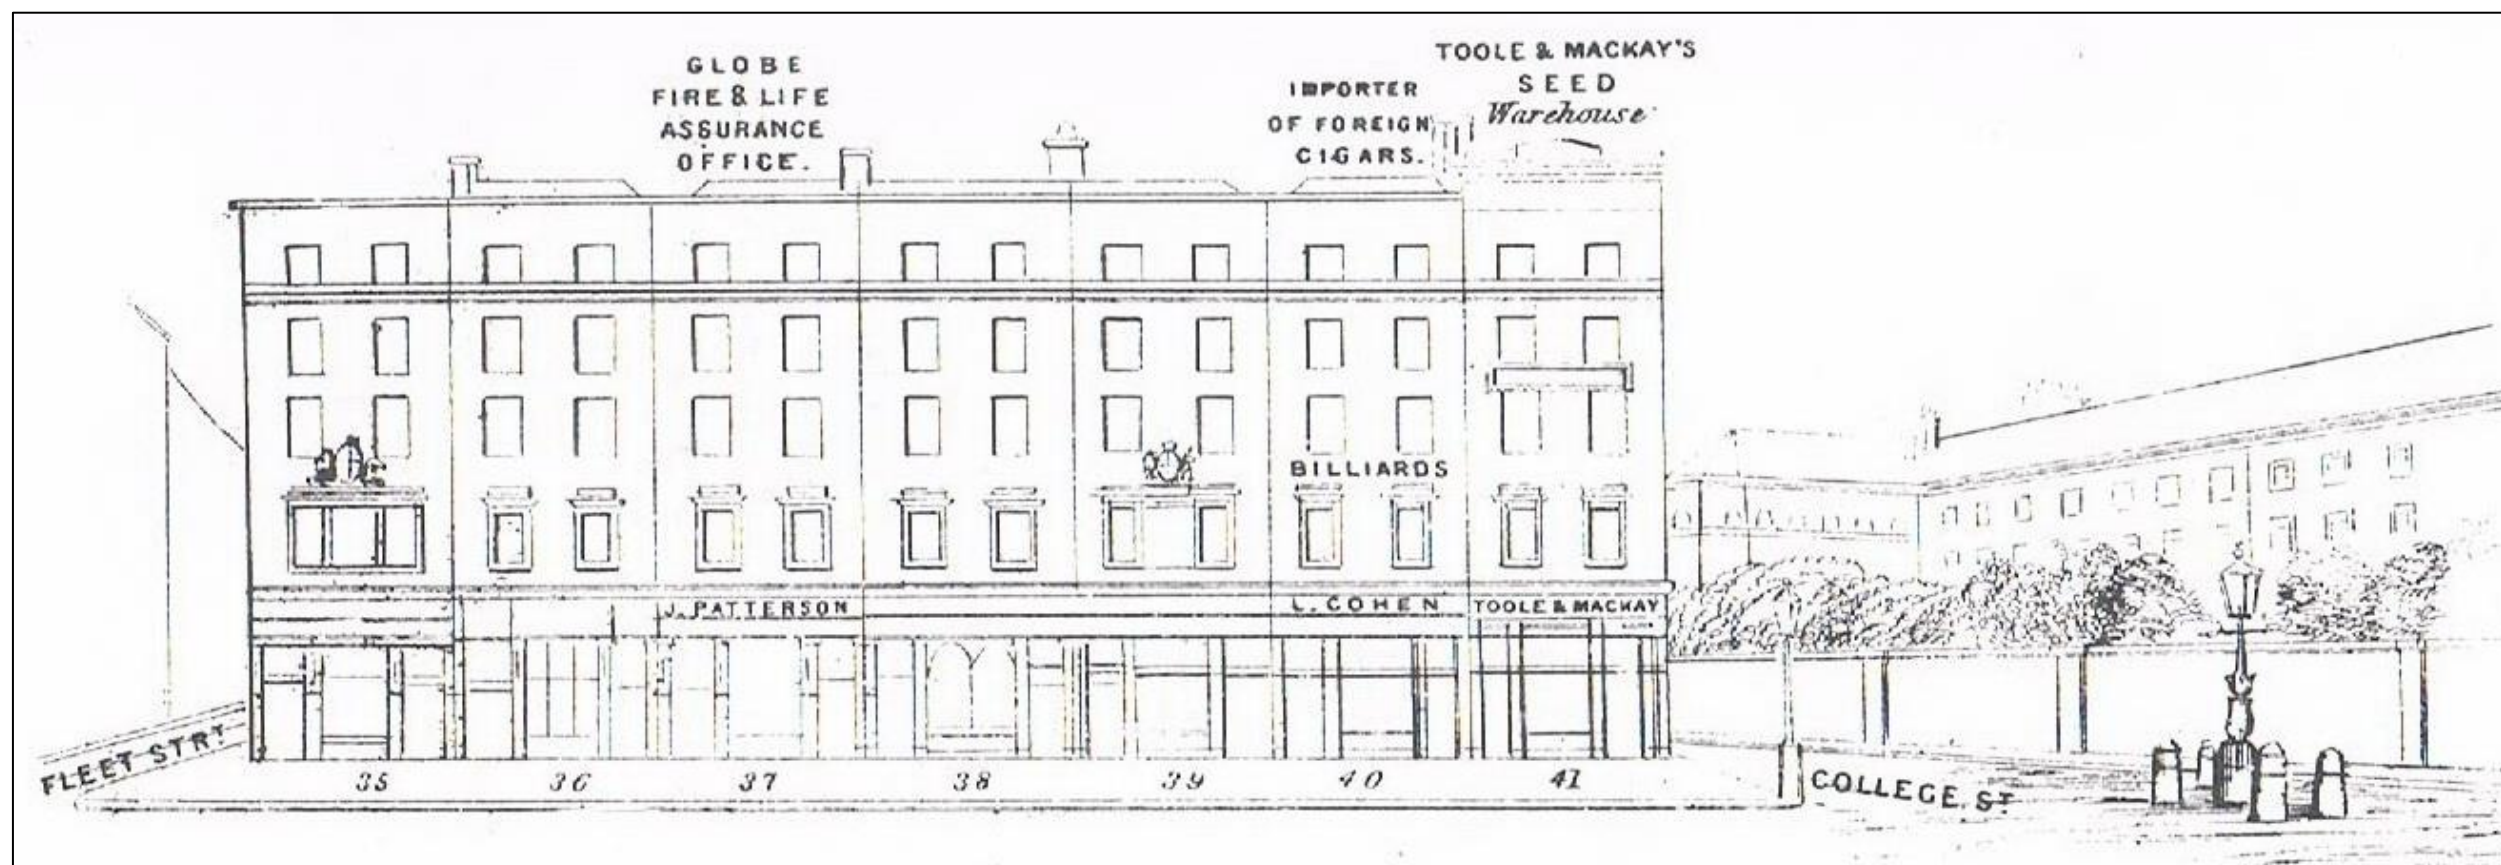 GLOBE
FIRE & LIFE
ASSURANCE
OFFICE.
IMPORTER
OF FOREIGN
CIGARS.
TOOLE & MACKAY'S
SEED
Warehouse
BILLIARDS
J. PATTERSON
L. COHEN
TOOLE & MACKAY
FLEET STRT
35 36 37 38 39 40 41
COLLEGE ST